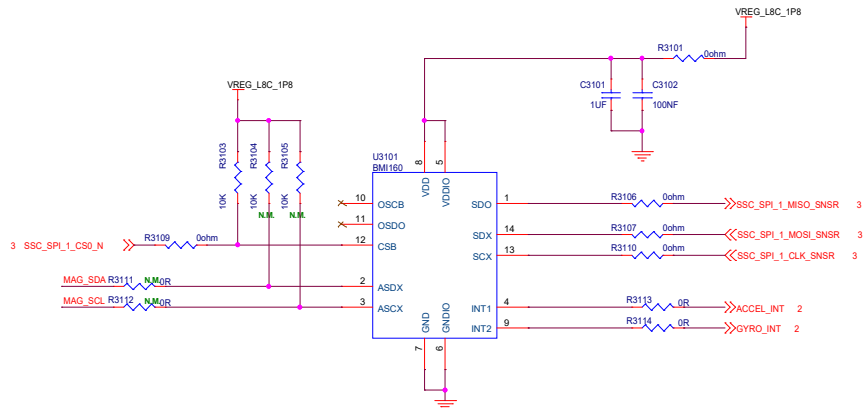 VREG_L8C_1P8
R3101 0ohm
C3101 C3102
1UF 100NF
VREG_L8C_1P8
R3103 R3104 R3105
10K 10K 10K
N.M. N.M.
U3101
BMI160
8 5
VDD VDDIO
10 OSCB SDO 1 R3106 0ohm SSC_SPI_1_MISO_SNSR 3
11 OSDO SDX 14 R3107 0ohm SSC_SPI_1_MOSI_SNSR 3
3 SSC_SPI_1_CS0_N R3109 0ohm 12 CSB SCX 13 R3110 0ohm SSC_SPI_1_CLK_SNSR 3
MAG_SDA R3111 N.M. 0R 2 ASDX
MAG_SCL R3112 N.M. 0R 3 ASCX INT1 4 R3113 0R ACCEL_INT 2
INT2 9 R3114 0R GYRO_INT 2
GND GNDIO
7 6